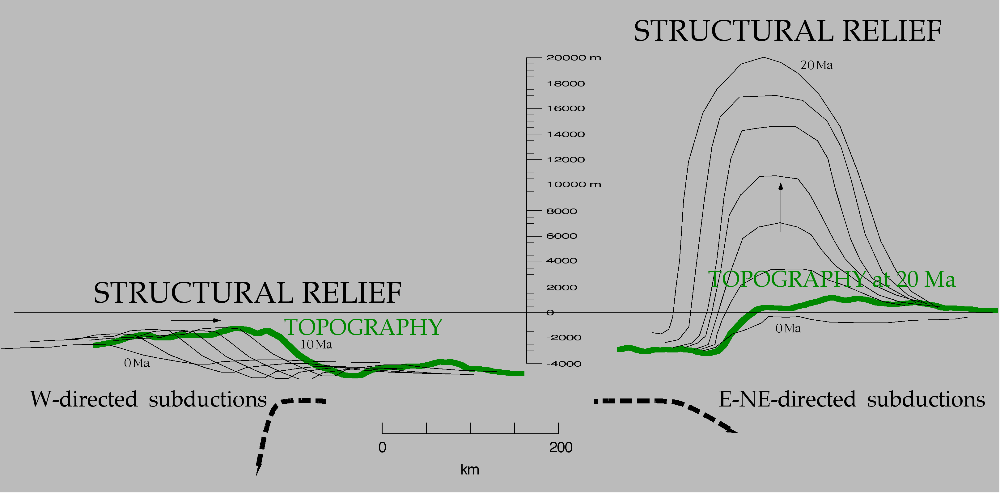 STRUCTURAL RELIEF
20000 m
20 Ma
18000
16000
14000
12000
10000 m
8000
6000
4000
TOPOGRAPHY at 20 Ma
2000
STRUCTURAL RELIEF
0
TOPOGRAPHY
0 Ma
-2000
10 Ma
0 Ma
-4000
W-directed subductions
E-NE-directed subductions
0 200
km